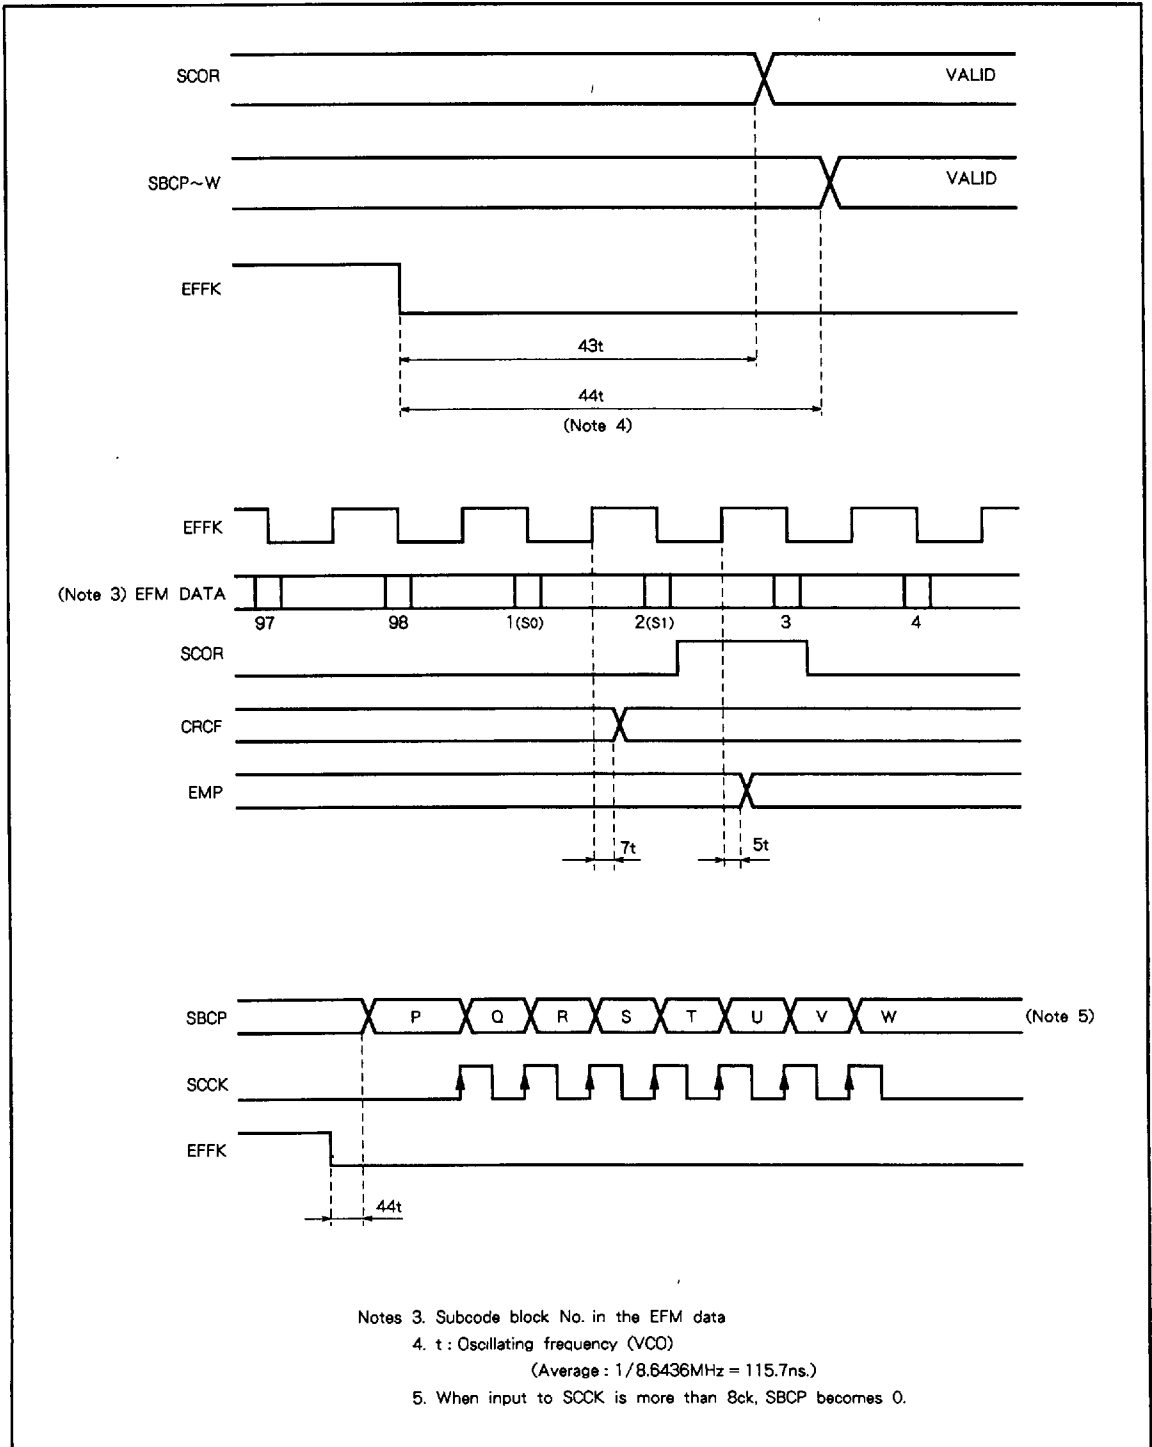 SCOR VALID
SBCP~W VALID
EFFK
43t
44t
(Note 4)
EFFK
(Note 3) EFM DATA
97 98 1(S0) 2(S1) 3 4
SCOR
CRCF
EMP
7t 5t
SBCP P Q R S T U V W (Note 5)
SCCK
EFFK
44t
Notes 3. Subcode block No. in the EFM data
4. t : Oscillating frequency (VCO)
(Average : 1/8.6436MHz = 115.7ns.)
5. When input to SCCK is more than 8ck, SBCP becomes 0.